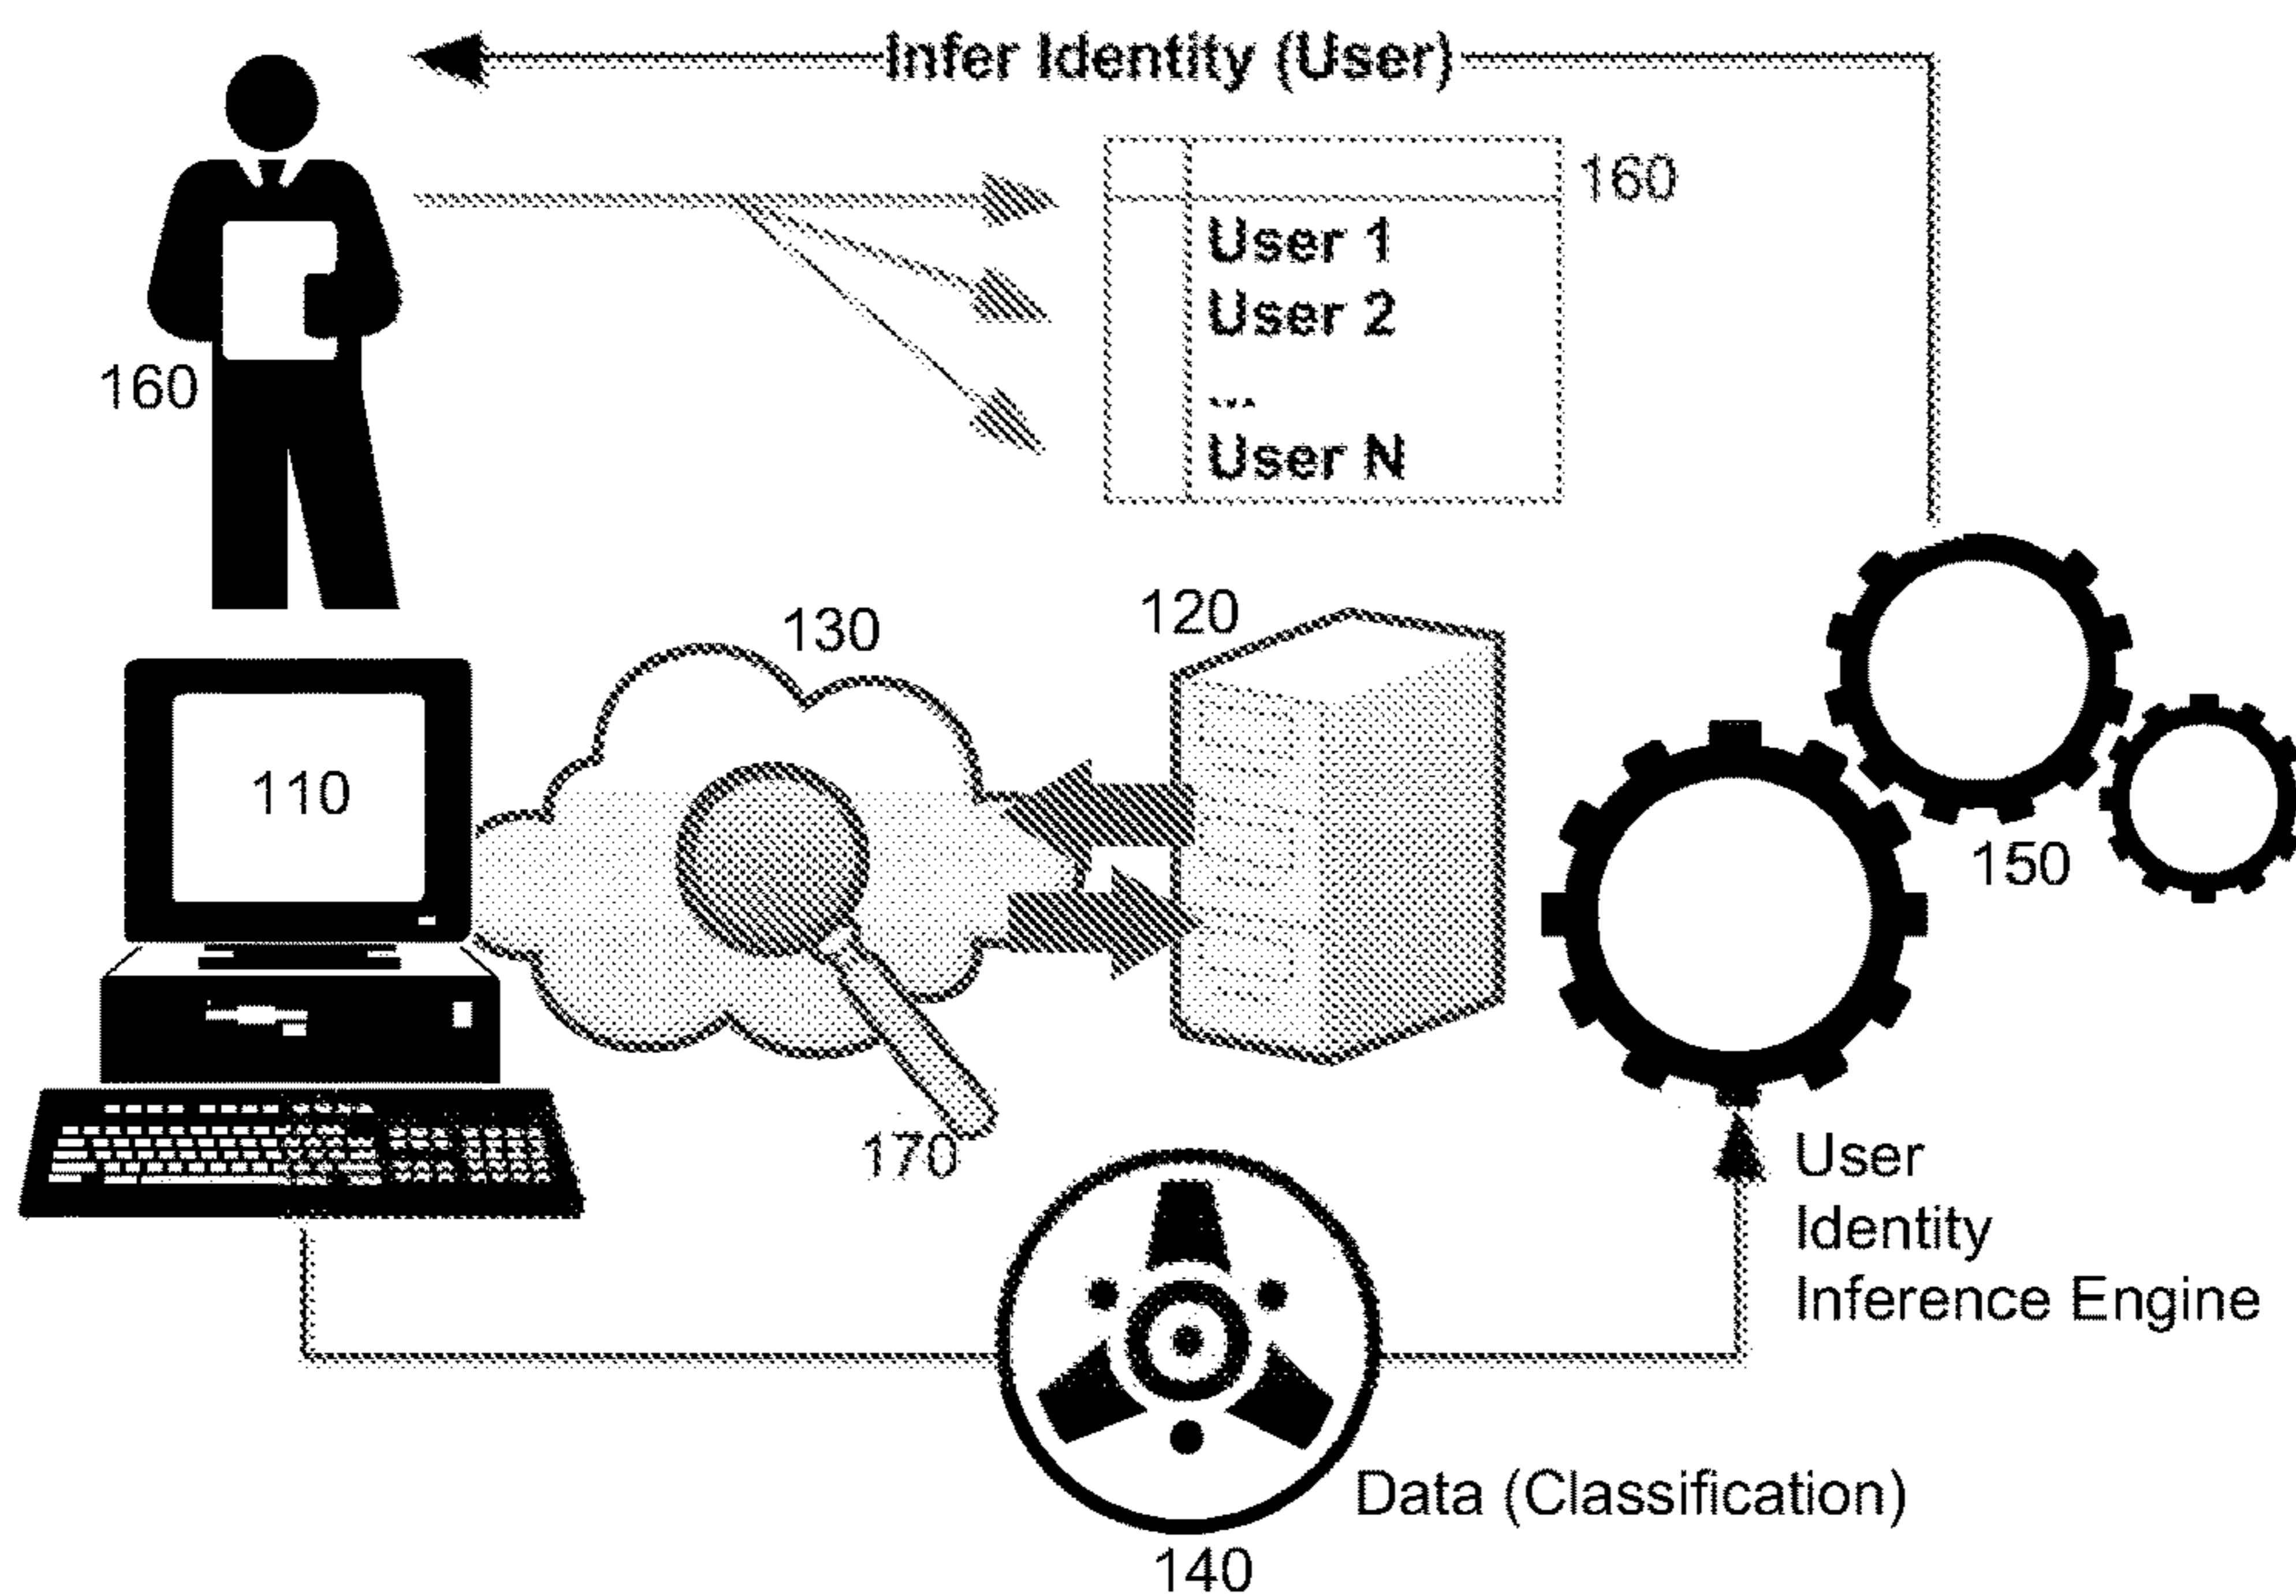 Infer Identity (User)
160
User 1
User 2
...
User N
160
130
120
110
150
170
User
Identity
Inference Engine
Data (Classification)
140